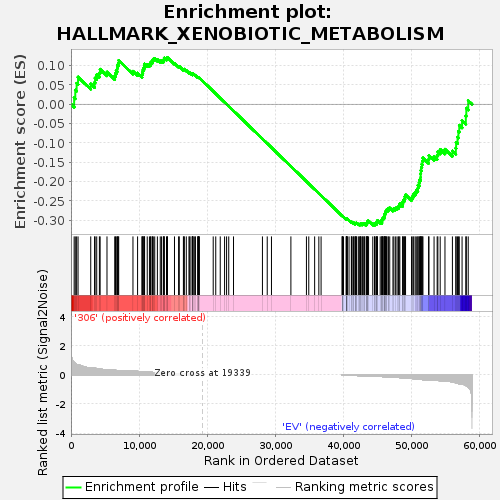 Enrichment plot:
HALLMARK_XENOBIOTIC_METABOLISM
Enrichment score (ES)
0.10
0.05
0.00
-0.05
-0.10
-0.15
-0.20
-0.25
-0.30
'306' (positively correlated)
Ranked list metric (Signal2Noise)
4
2
0
-2
-4
Zero cross at 19339
'EV' (negatively correlated)
0
10,000
20,000
30,000
40,000
50,000
60,000
Rank in Ordered Dataset
Enrichment profile
Hits
Ranking metric scores